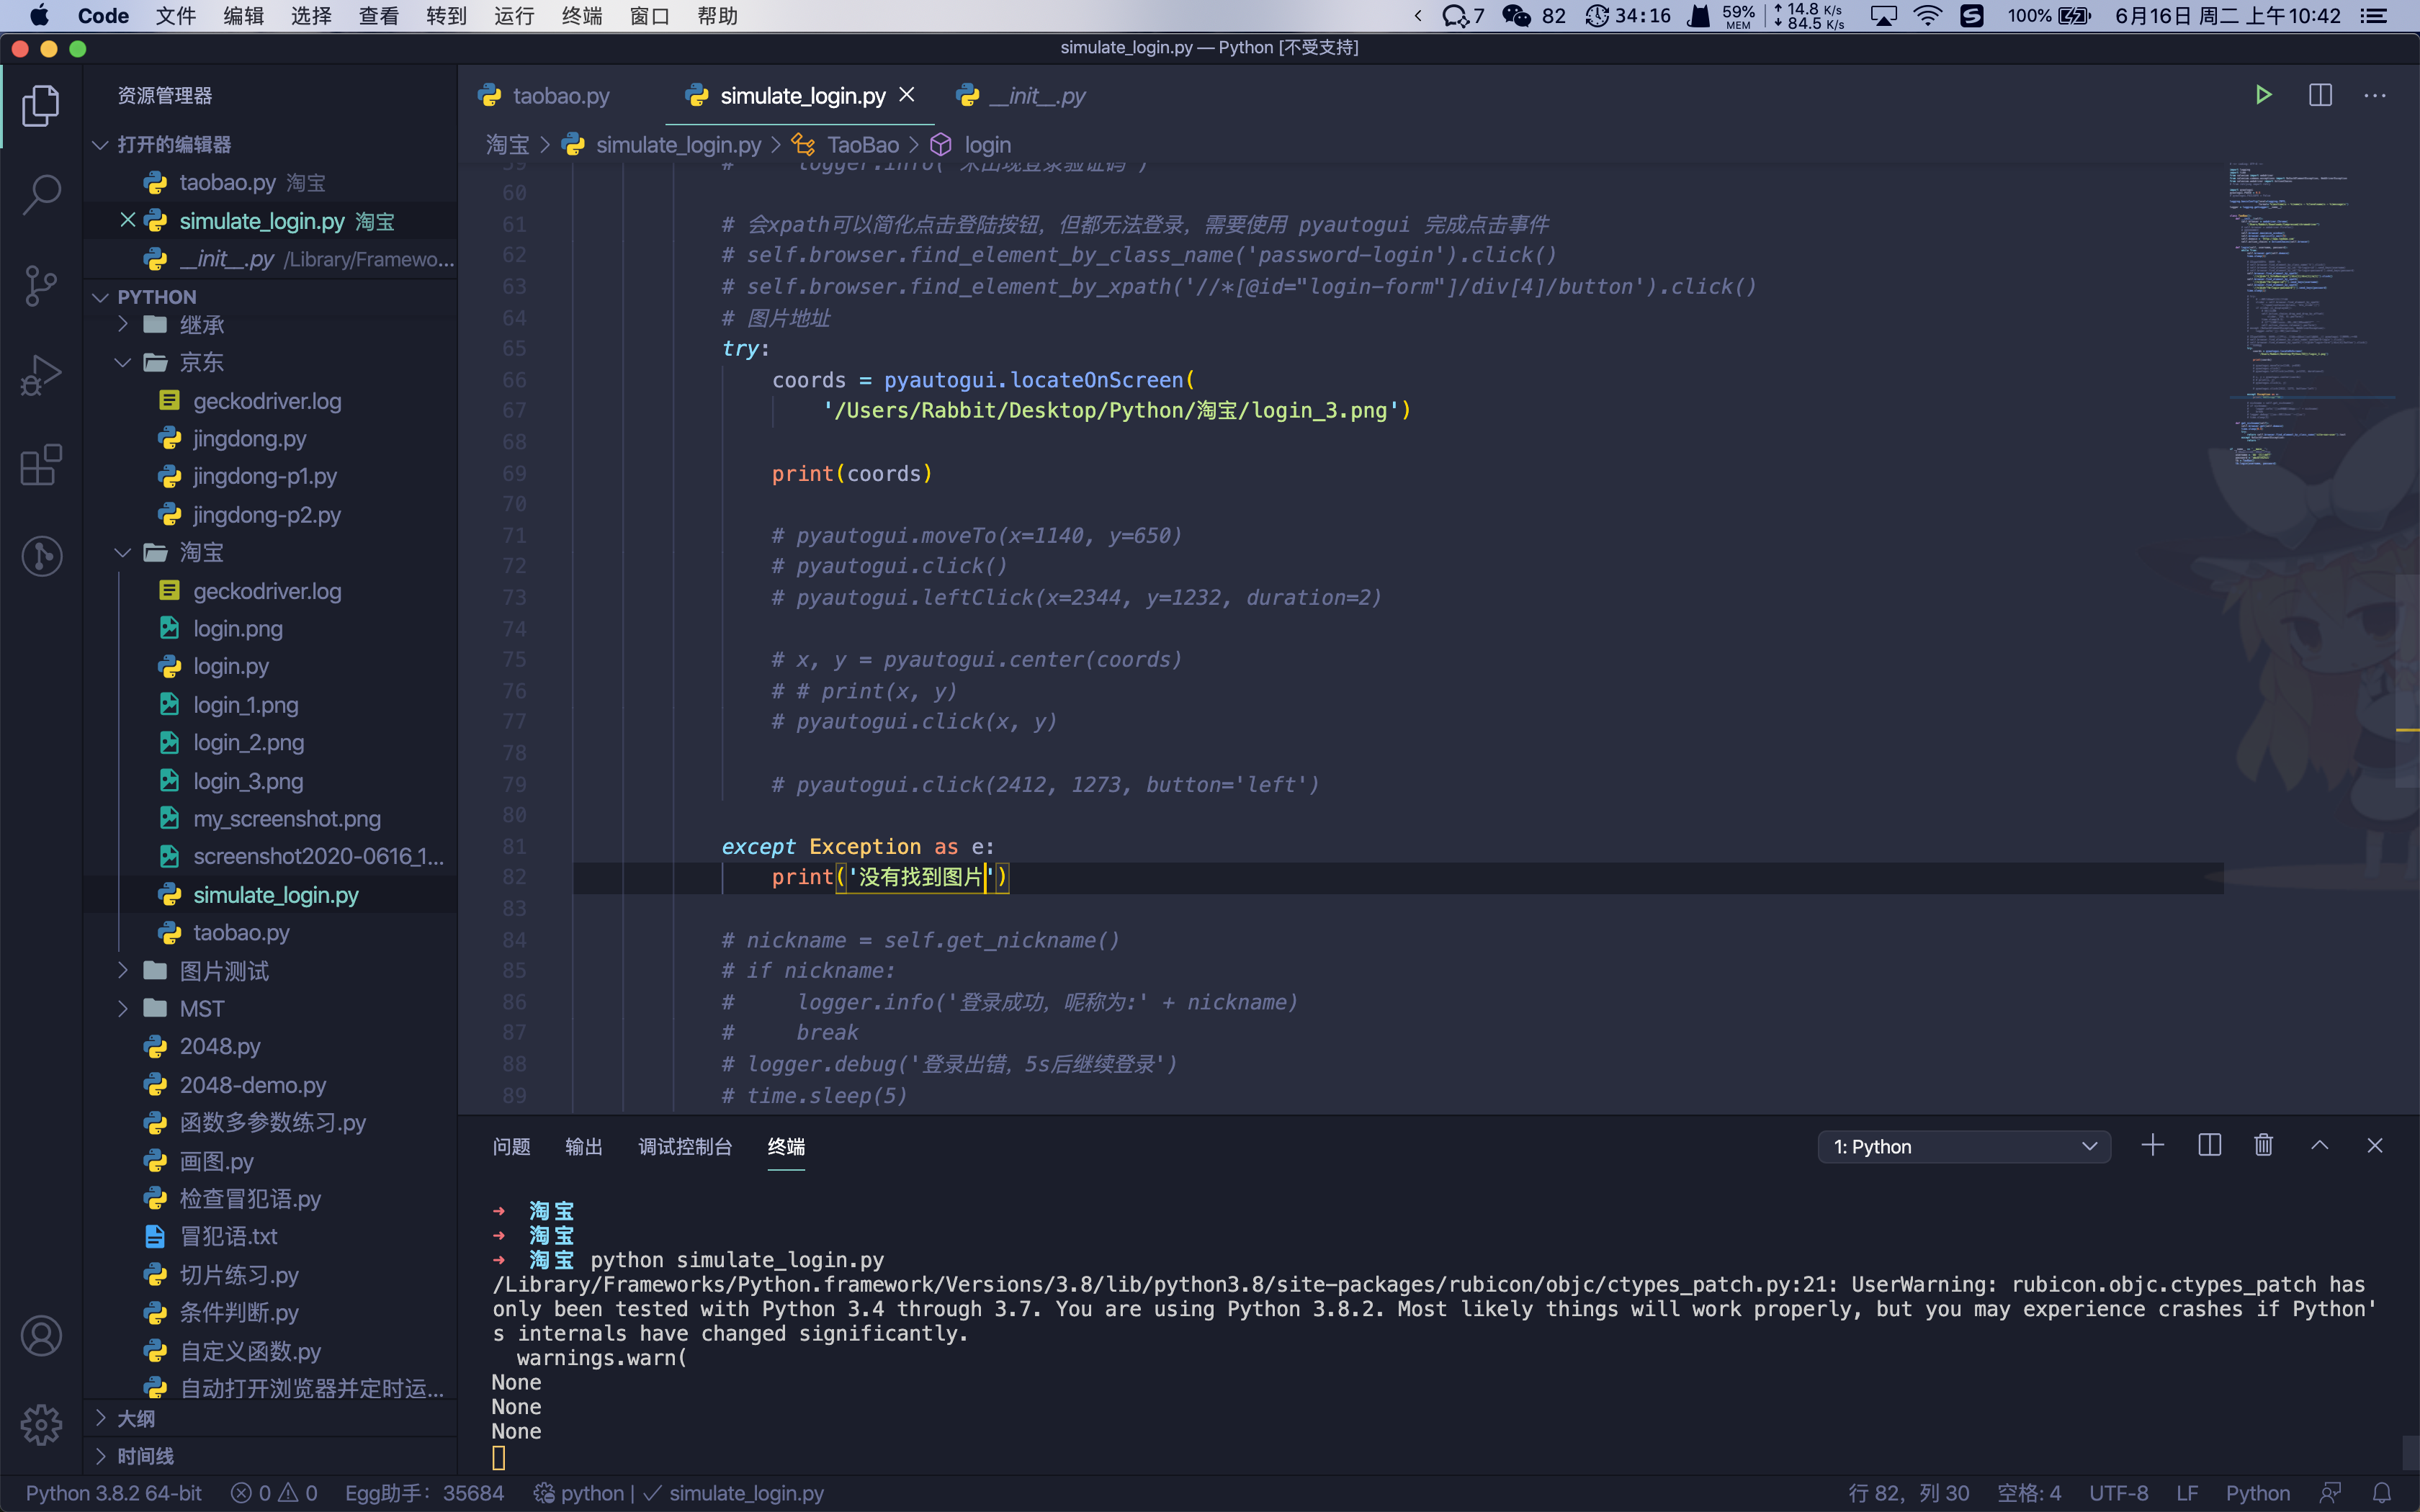 Code 文件 编辑 选择 查看 转到 运行 终端 窗口 帮助
7 82 34:16 59% MEM 14.8 K/s 84.5 K/s 100% 6月16日 周二 上午10:42
simulate_login.py — Python [不受支持]
资源管理器
打开的编辑器
taobao.py 淘宝
simulate_login.py 淘宝
__init__.py /Library/Framewo...
PYTHON
继承
京东
geckodriver.log
jingdong.py
jingdong-p1.py
jingdong-p2.py
淘宝
geckodriver.log
login.png
login.py
login_1.png
login_2.png
login_3.png
my_screenshot.png
screenshot2020-0616_1...
simulate_login.py
taobao.py
图片测试
MST
2048.py
2048-demo.py
函数多参数练习.py
画图.py
检查冒犯语.py
冒犯语.txt
切片练习.py
条件判断.py
自定义函数.py
自动打开浏览器并定时运...
大纲
时间线
taobao.py simulate_login.py __init__.py
淘宝 > simulate_login.py > TaoBao > login
59 # logger.info('未出现登录验证码')
60
61 # 会xpath可以简化点击登陆按钮，但都无法登录，需要使用 pyautogui 完成点击事件
62 # self.browser.find_element_by_class_name('password-login').click()
63 # self.browser.find_element_by_xpath('//*[@id="login-form"]/div[4]/button').click()
64 # 图片地址
65 try:
66 coords = pyautogui.locateOnScreen(
67 '/Users/Rabbit/Desktop/Python/淘宝/login_3.png')
68
69 print(coords)
70
71 # pyautogui.moveTo(x=1140, y=650)
72 # pyautogui.click()
73 # pyautogui.leftClick(x=2344, y=1232, duration=2)
74
75 # x, y = pyautogui.center(coords)
76 # # print(x, y)
77 # pyautogui.click(x, y)
78
79 # pyautogui.click(2412, 1273, button='left')
80
81 except Exception as e:
82 print('没有找到图片')
83
84 # nickname = self.get_nickname()
85 # if nickname:
86 # logger.info('登录成功，呢称为:' + nickname)
87 # break
88 # logger.debug('登录出错，5s后继续登录')
89 # time.sleep(5)
问题 输出 调试控制台 终端 1: Python
➜ 淘宝
➜ 淘宝
➜ 淘宝 python simulate_login.py
/Library/Frameworks/Python.framework/Versions/3.8/lib/python3.8/site-packages/rubicon/objc/ctypes_patch.py:21: UserWarning: rubicon.objc.ctypes_patch has
only been tested with Python 3.4 through 3.7. You are using Python 3.8.2. Most likely things will work properly, but you may experience crashes if Python'
s internals have changed significantly.
warnings.warn(
None
None
None
Python 3.8.2 64-bit 0 0 Egg助手：35684 python | ✓ simulate_login.py 行 82，列 30 空格: 4 UTF-8 LF Python